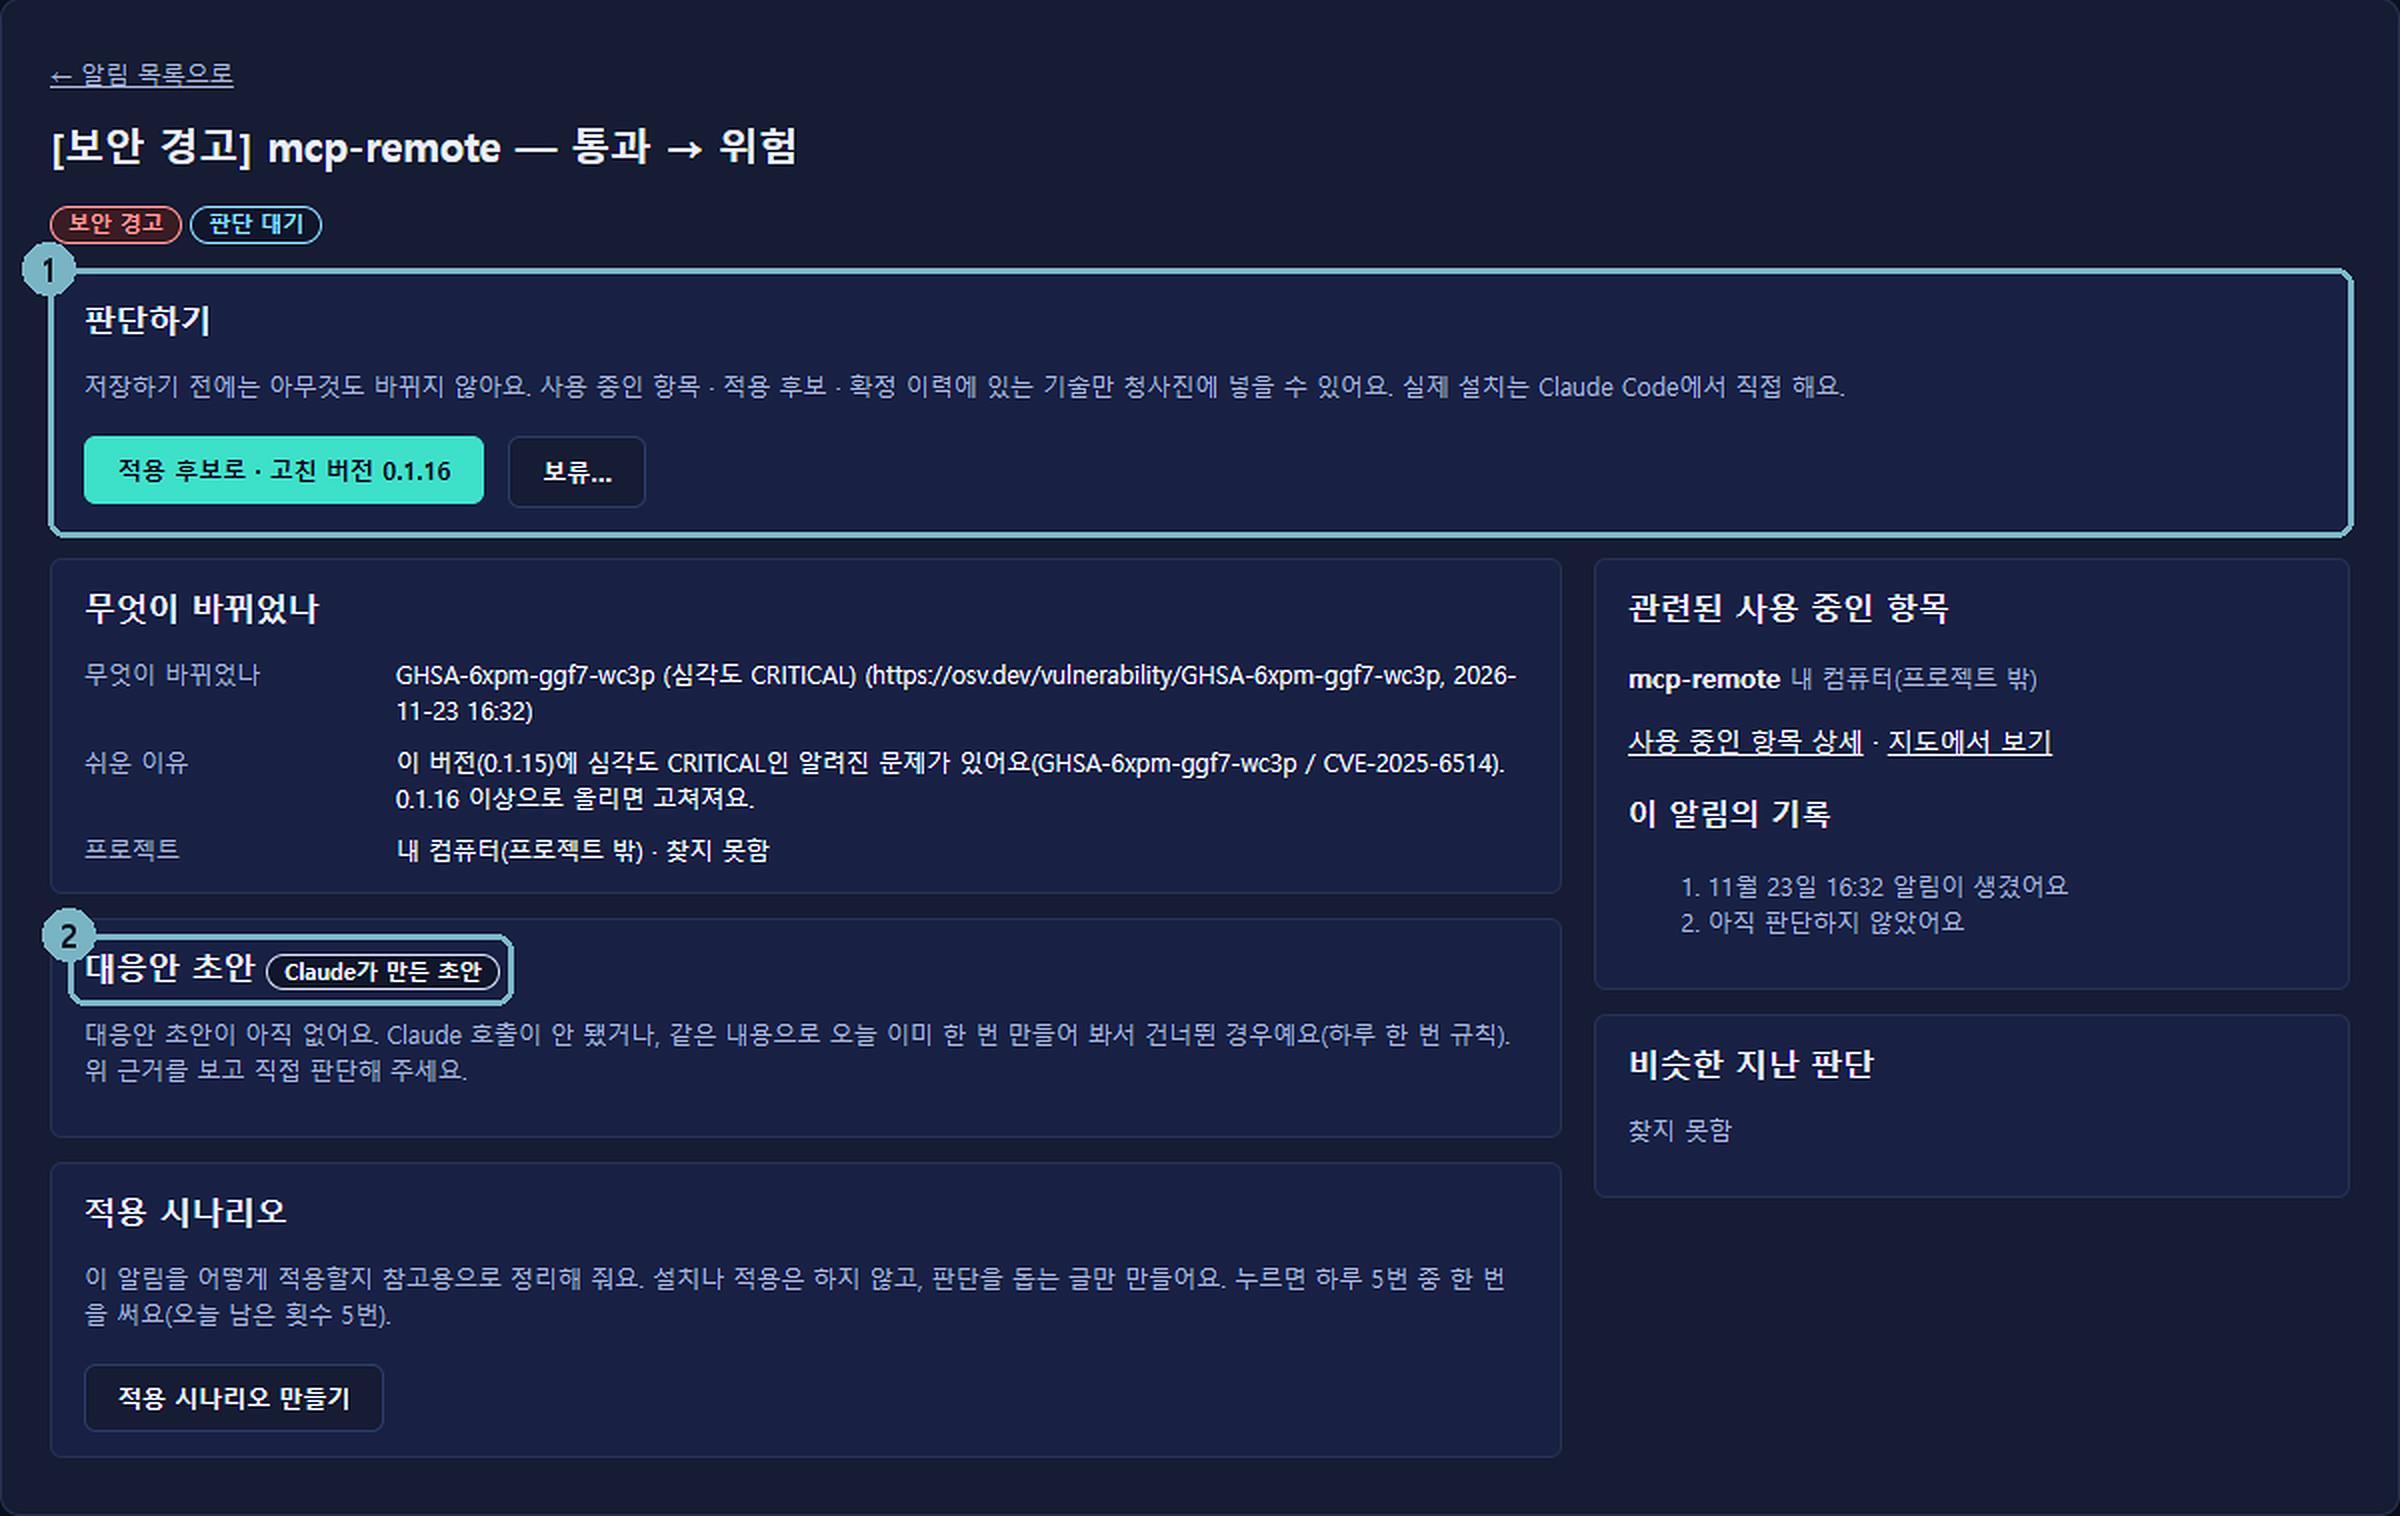 ← 알림 목록으로
[보안 경고] mcp-remote — 통과 → 위험
보안 경고 판단 대기
1
판단하기
저장하기 전에는 아무것도 바뀌지 않아요. 사용 중인 항목 · 적용 후보 · 확정 이력에 있는 기술만 청사진에 넣을 수 있어요. 실제 설치는 Claude Code에서 직접 해요.
적용 후보로 · 고친 버전 0.1.16
보류...
무엇이 바뀌었나
무엇이 바뀌었나
GHSA-6xpm-ggf7-wc3p (심각도 CRITICAL) (https://osv.dev/vulnerability/GHSA-6xpm-ggf7-wc3p, 2026-
11-23 16:32)
쉬운 이유
이 버전(0.1.15)에 심각도 CRITICAL인 알려진 문제가 있어요(GHSA-6xpm-ggf7-wc3p / CVE-2025-6514).
0.1.16 이상으로 올리면 고쳐져요.
프로젝트
내 컴퓨터(프로젝트 밖) · 찾지 못함
2
대응안 초안 Claude가 만든 초안
대응안 초안이 아직 없어요. Claude 호출이 안 됐거나, 같은 내용으로 오늘 이미 한 번 만들어 봐서 건너뛴 경우예요(하루 한 번 규칙).
위 근거를 보고 직접 판단해 주세요.
적용 시나리오
이 알림을 어떻게 적용할지 참고용으로 정리해 줘요. 설치나 적용은 하지 않고, 판단을 돕는 글만 만들어요. 누르면 하루 5번 중 한 번
을 써요(오늘 남은 횟수 5번).
적용 시나리오 만들기
관련된 사용 중인 항목
mcp-remote 내 컴퓨터(프로젝트 밖)
사용 중인 항목 상세 · 지도에서 보기
이 알림의 기록
1. 11월 23일 16:32 알림이 생겼어요
2. 아직 판단하지 않았어요
비슷한 지난 판단
찾지 못함